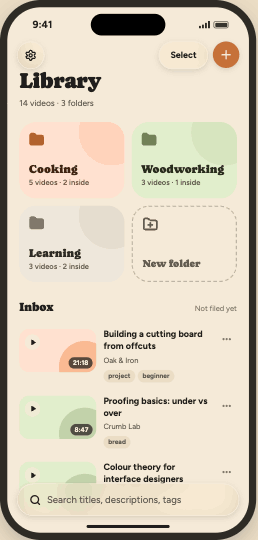 9:41
Select
Library
14 videos · 3 folders
Cooking
5 videos · 2 inside
Woodworking
3 videos · 1 inside
Learning
3 videos · 2 inside
New folder
Inbox
Not filed yet
21:18
Building a cutting board
from offcuts
Oak & Iron
project beginner
8:47
Proofing basics: under vs
over
Crumb Lab
bread
Colour theory for
interface designers
Search titles, descriptions, tags